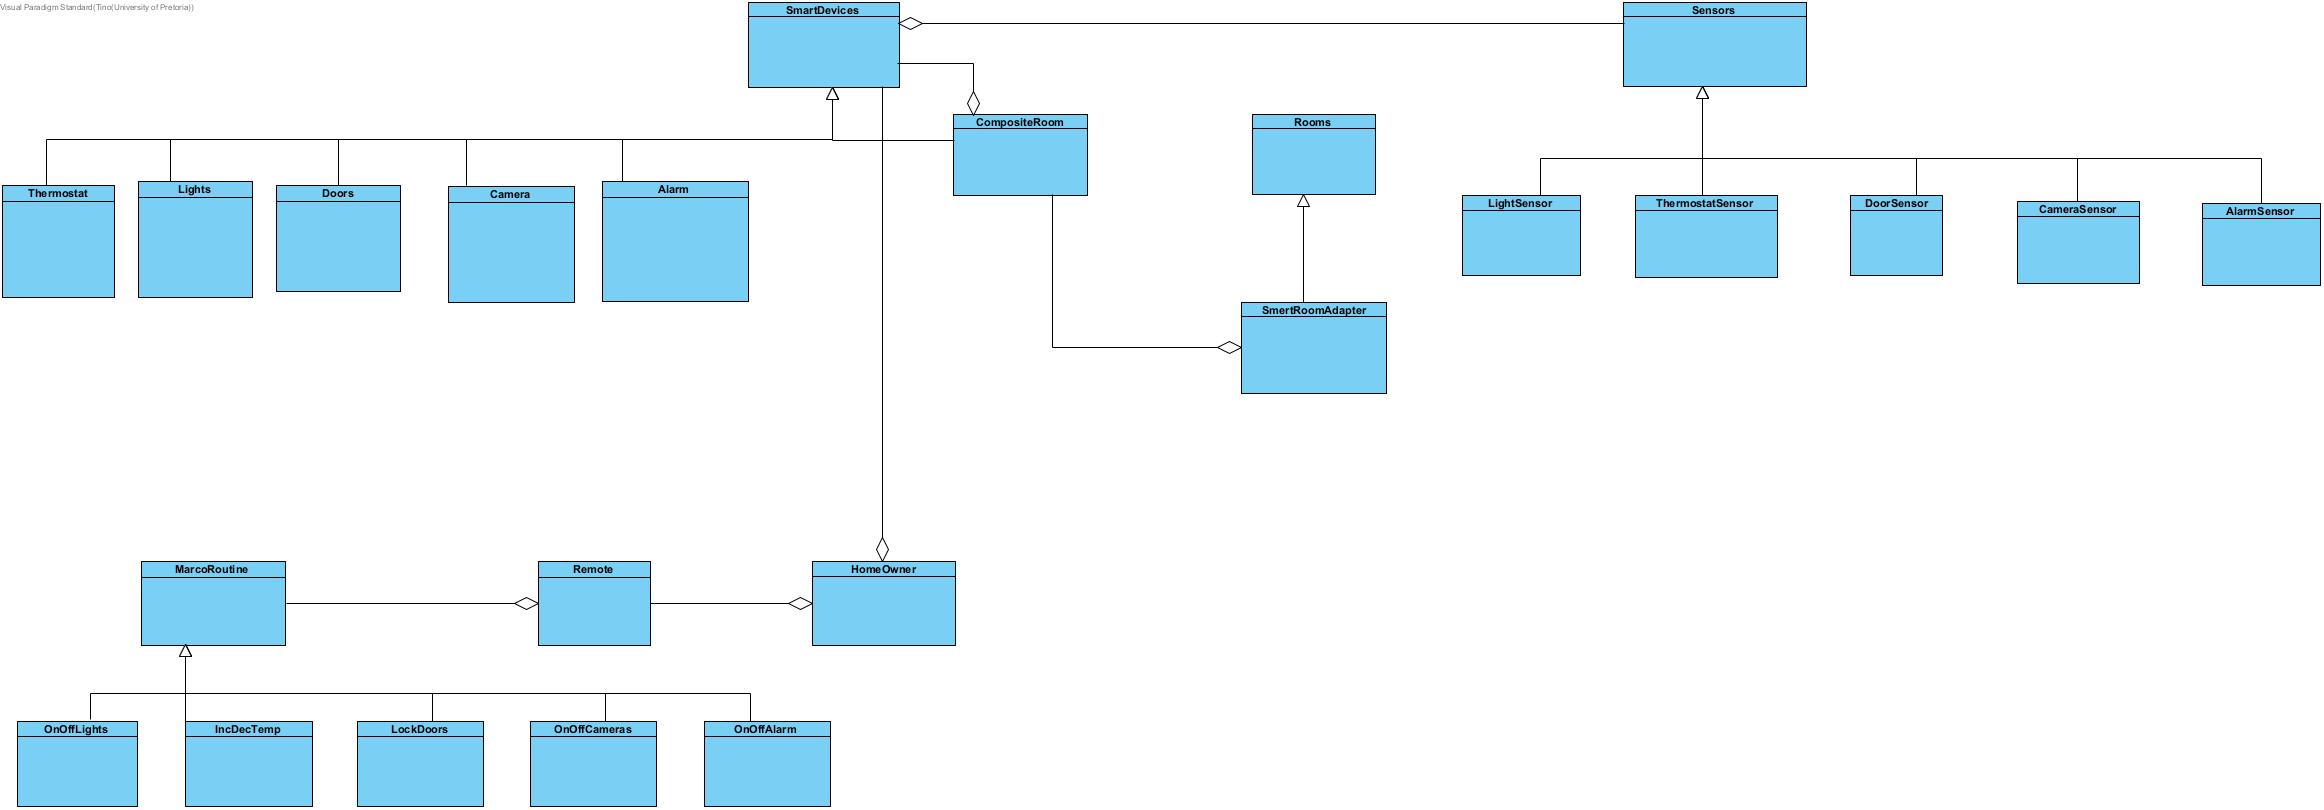 Visual Paradigm Standard(Tino(University of Pretoria))
SmartDevices
Sensors
CompositeRoom
Rooms
Thermostat
Lights
Doors
Camera
Alarm
LightSensor
ThermostatSensor
DoorSensor
CameraSensor
AlarmSensor
SmertRoomAdapter
MarcoRoutine
Remote
HomeOwner
OnOffLights
IncDecTemp
LockDoors
OnOffCameras
OnOffAlarm